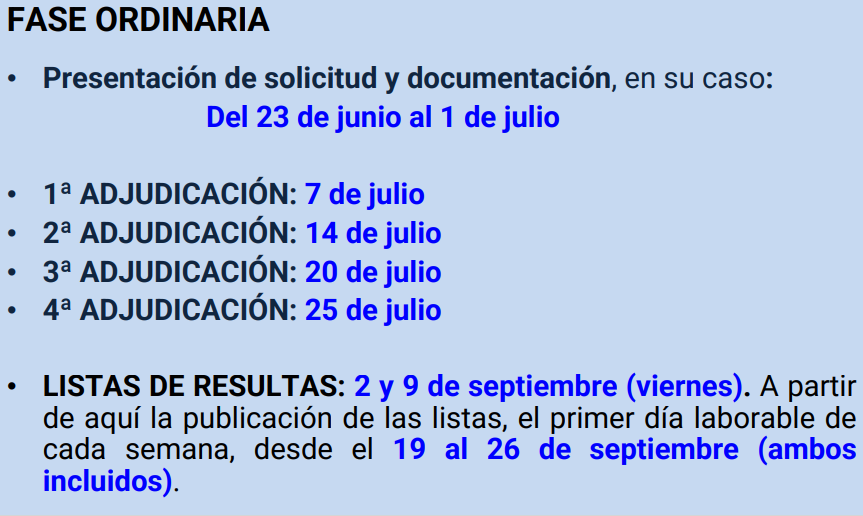 FASE ORDINARIA
• Presentación de solicitud y documentación, en su caso:
Del 23 de junio al 1 de julio
• 1ª ADJUDICACIÓN: 7 de julio
• 2ª ADJUDICACIÓN: 14 de julio
• 3ª ADJUDICACIÓN: 20 de julio
• 4ª ADJUDICACIÓN: 25 de julio
• LISTAS DE RESULTAS: 2 y 9 de septiembre (viernes). A partir
de aquí la publicación de las listas, el primer día laborable de
cada semana, desde el 19 al 26 de septiembre (ambos
incluidos).